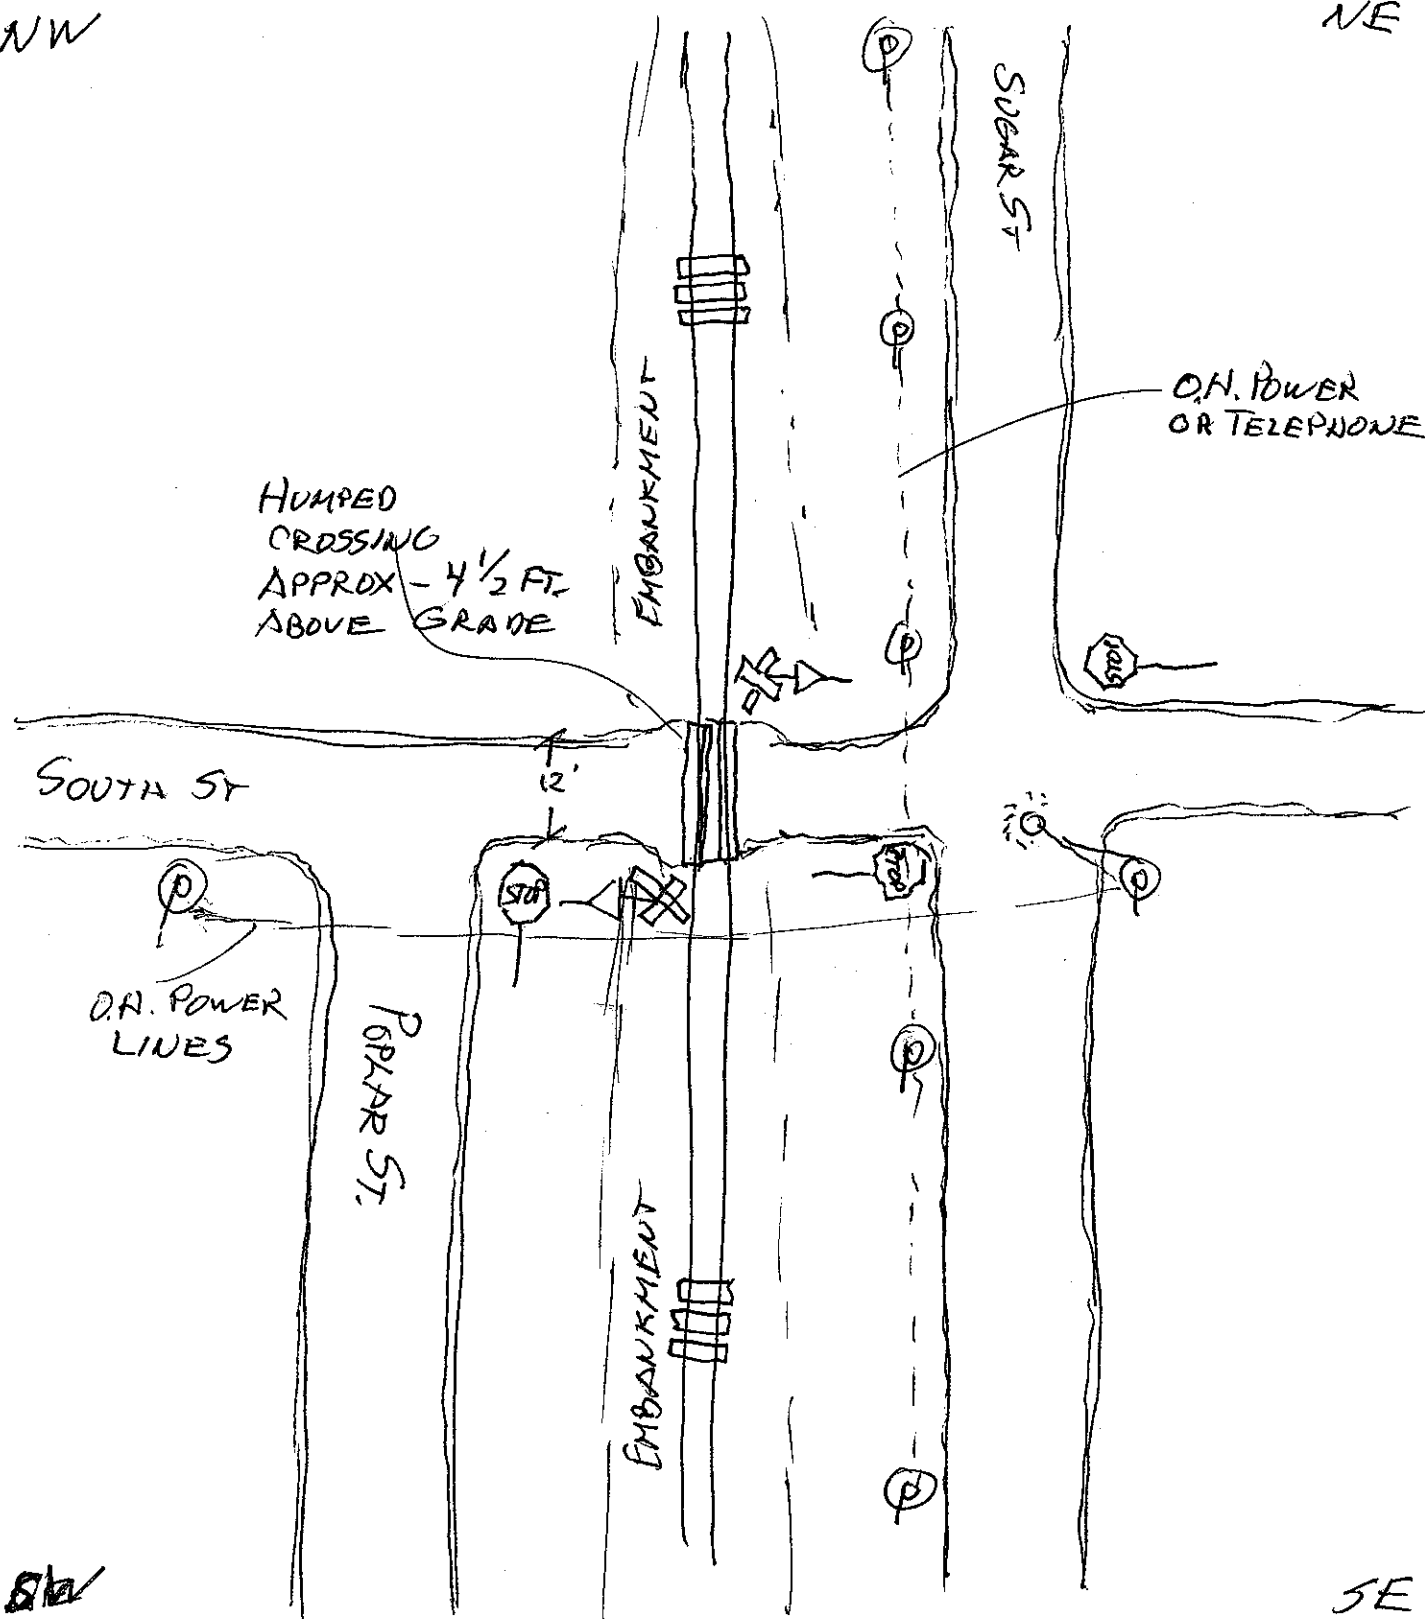 NW
NE
SUGAR ST
O.H. POWER
OR TELEPHONE
EMBANKMENT
HUMPED
CROSSING
APPROX - 4 1/2 FT.
ABOVE GRADE
STOP
SOUTH ST
12'
STOP
STOP
O.H. POWER
LINES
POPLAR ST.
EMBANKMENT
SW
SE